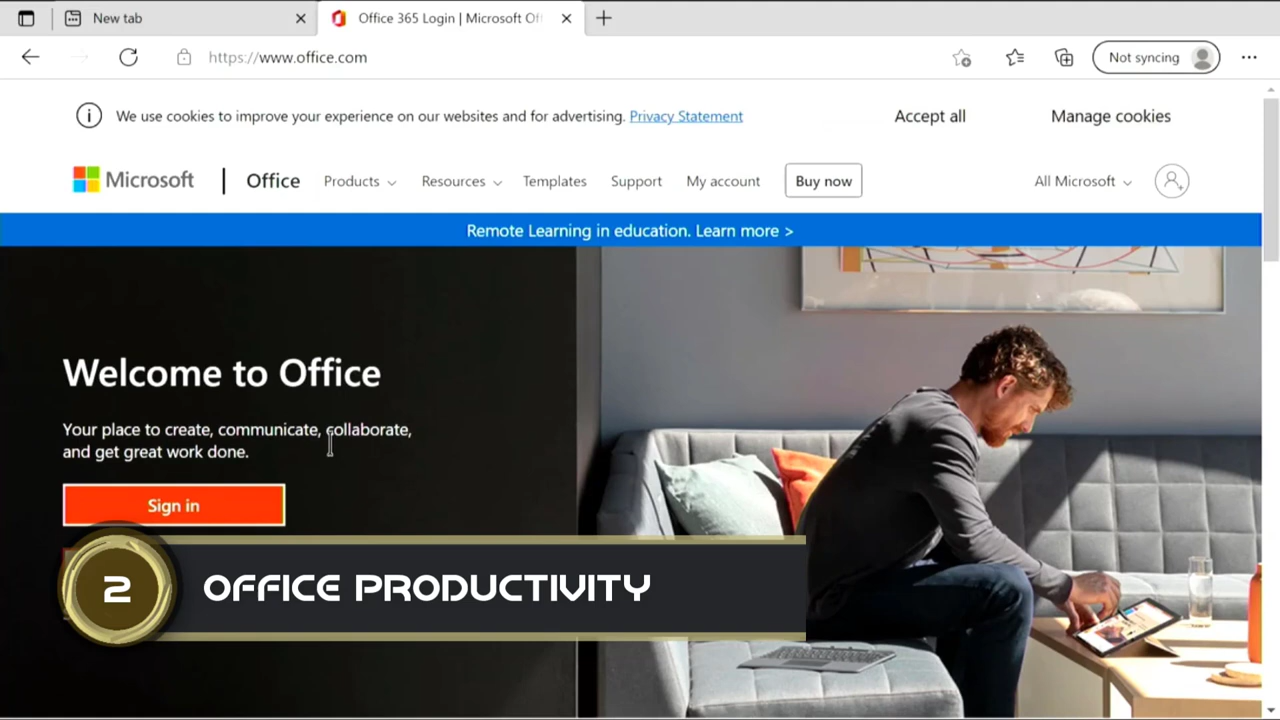 New tab
Office 365 Login | Microsoft Of
https://www.office.com
Not syncing
We use cookies to improve your experience on our websites and for advertising. Privacy Statement
Accept all
Manage cookies
Microsoft
Office
Products
Resources
Templates
Support
My account
Buy now
All Microsoft
Remote Learning in education. Learn more >
Welcome to Office
Your place to create, communicate, collaborate,
and get great work done.
Sign in
2
OFFICE PRODUCTIVITY